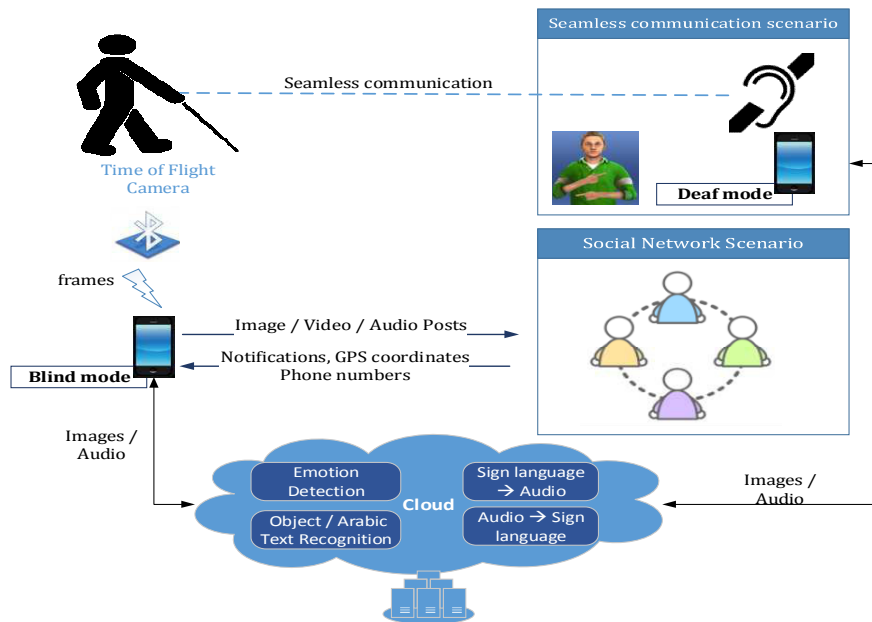 Seamless communication scenario
Seamless communication
Time of Flight
Camera
Deaf mode
Social Network Scenario
frames
Image / Video / Audio Posts
Notifications, GPS coordinates
Phone numbers
Blind mode
Images /
Audio
Emotion
Detection
Sign language
→ Audio
Cloud
Object / Arabic
Text Recognition
Audio → Sign
language
Images /
Audio